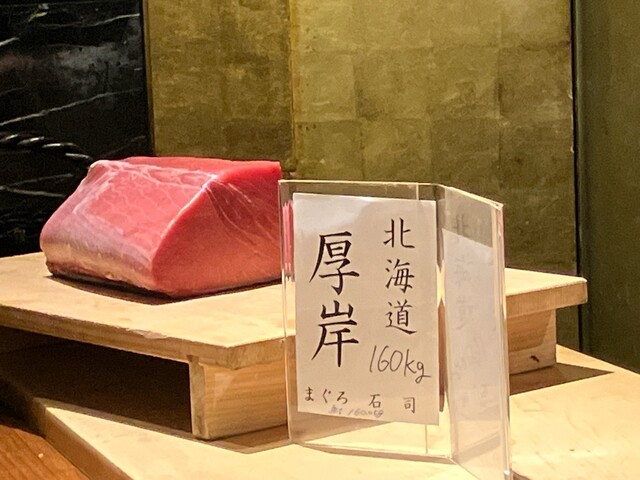 北海道
厚岸
160kg
まぐろ 石司